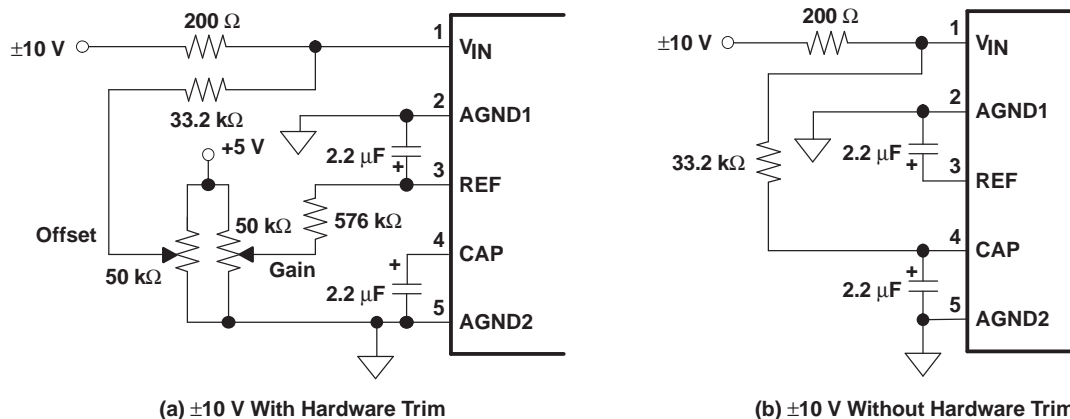 200 Ω
±10 V
1
V_IN
33.2 kΩ
2
AGND1
+5 V
2.2 μF
+
3
REF
50 kΩ
576 kΩ
Offset
4
CAP
Gain
50 kΩ
+
2.2 μF
5
AGND2
(a) ±10 V With Hardware Trim
200 Ω
±10 V
1
V_IN
2
AGND1
33.2 kΩ
2.2 μF
+
3
REF
4
CAP
+
2.2 μF
5
AGND2
(b) ±10 V Without Hardware Trim